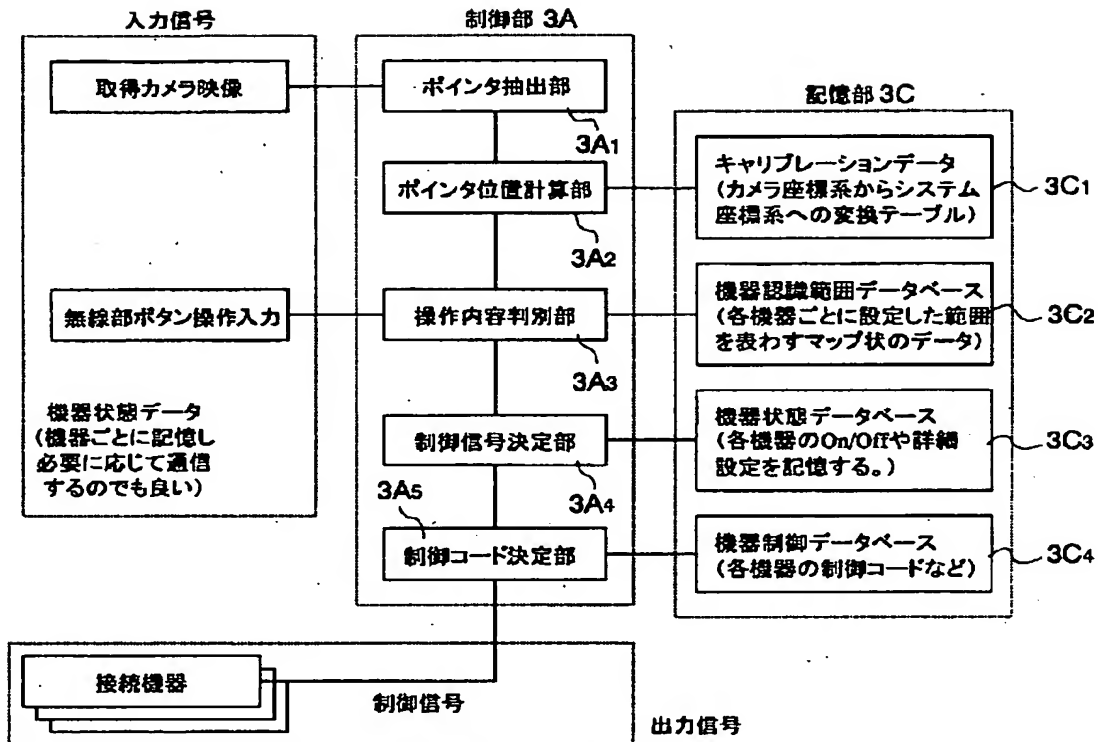 入力信号
取得カメラ映像
無線部ボタン操作入力
機器状態データ
(機器ごとに記憶し
必要に応じて通信
するのでも良い)
制御部 3A
ポインタ抽出部
3A1
ポインタ位置計算部
3A2
操作内容判別部
3A3
制御信号決定部
3A4
3A5
制御コード決定部
記憶部 3C
キャリブレーションデータ
(カメラ座標系からシステム
座標系への変換テーブル)
3C1
機器認識範囲データベース
(各機器ごとに設定した範囲
を表わすマップ状のデータ)
3C2
機器状態データベース
(各機器のOn/Offや詳細
設定を記憶する。)
3C3
機器制御データベース
(各機器の制御コードなど)
3C4
接続機器
制御信号
出力信号